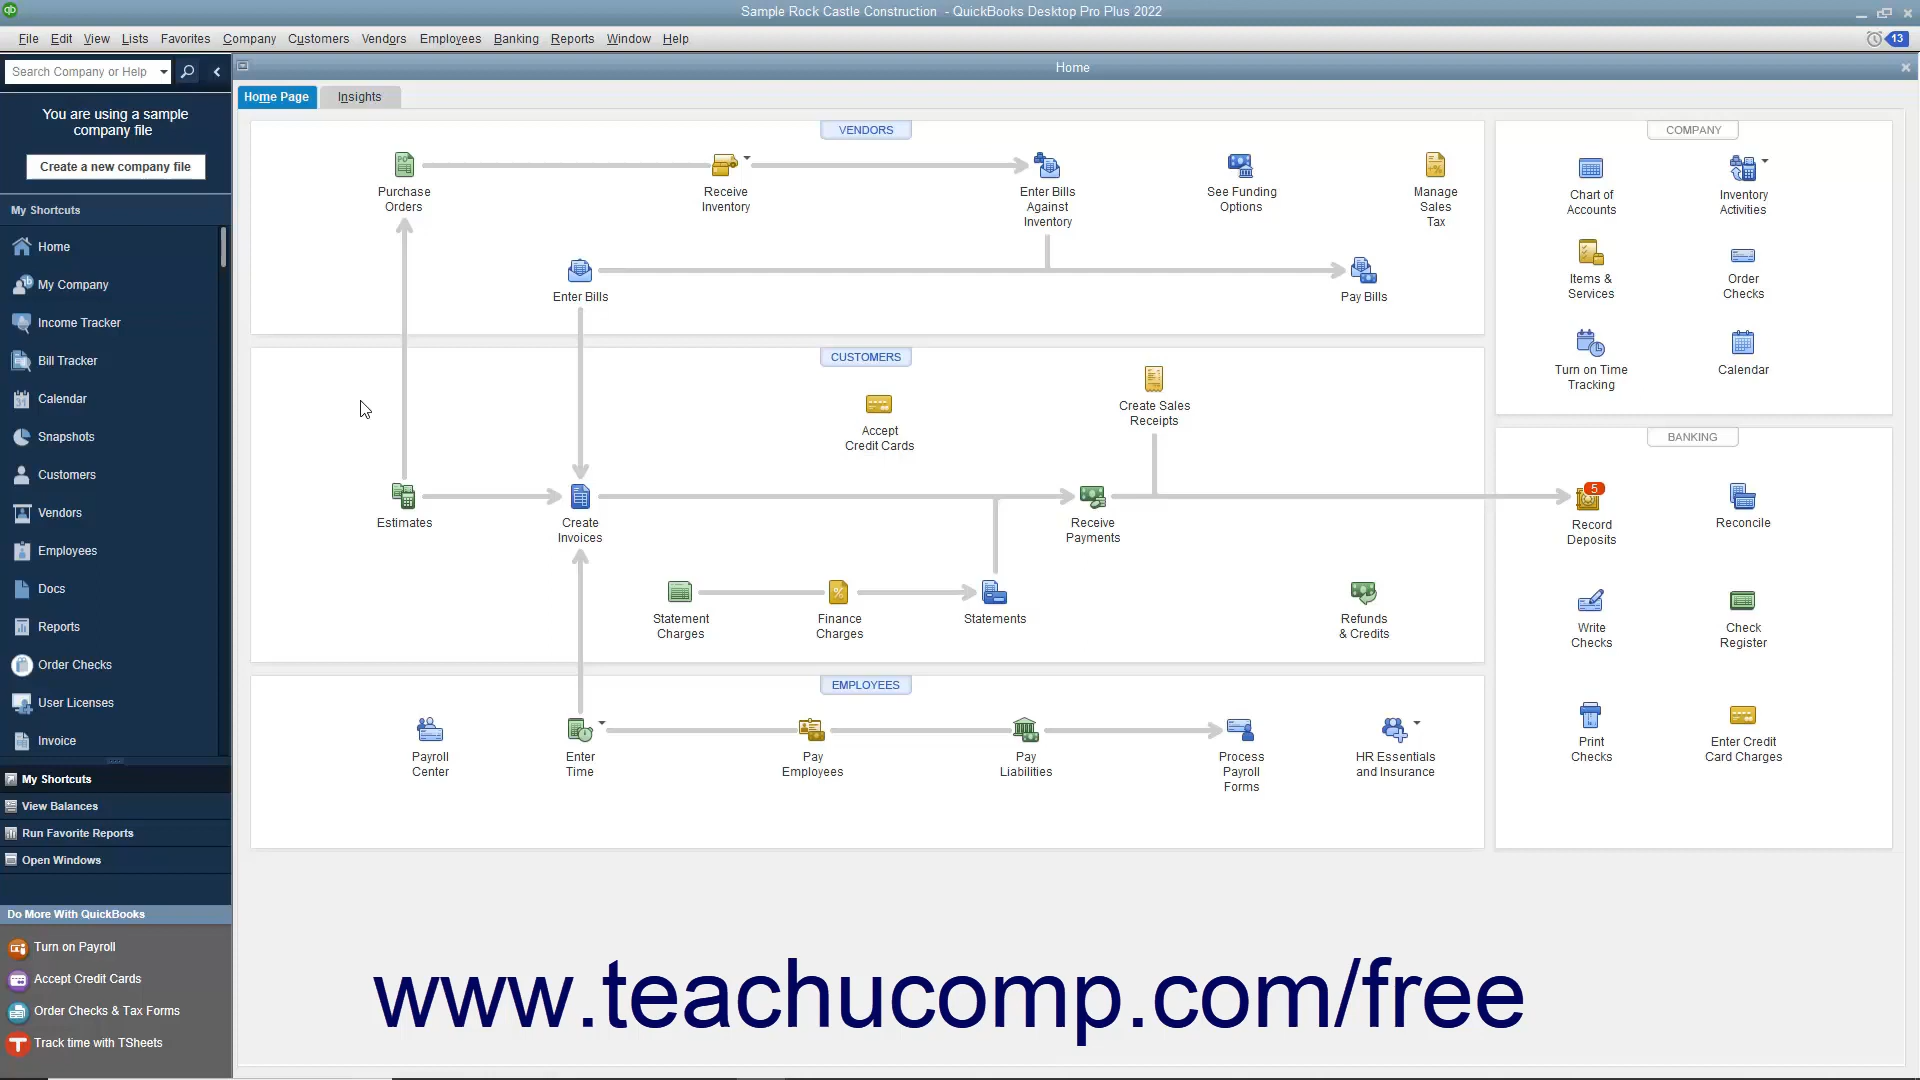 Sample Rock Castle Construction - QuickBooks Desktop Pro Plus 2022
File Edit View Lists Favorites Company Customers Vendors Employees Banking Reports Window Help
13
Search Company or Help
Home
You are using a sample
company file
Create a new company file
My Shortcuts
Home
My Company
Income Tracker
Bill Tracker
Calendar
Snapshots
Customers
Vendors
Employees
Docs
Reports
Order Checks
User Licenses
Invoice
My Shortcuts
View Balances
Run Favorite Reports
Open Windows
Do More With QuickBooks
Turn on Payroll
Accept Credit Cards
Order Checks & Tax Forms
Track time with TSheets
Home Page
Insights
VENDORS
Purchase
Orders
Receive
Inventory
Enter Bills
Against
Inventory
See Funding
Options
Manage
Sales
Tax
Enter Bills
Pay Bills
CUSTOMERS
Accept
Credit Cards
Create Sales
Receipts
Estimates
Create
Invoices
Receive
Payments
Statement
Charges
Finance
Charges
Statements
Refunds
& Credits
EMPLOYEES
Payroll
Center
Enter
Time
Pay
Employees
Pay
Liabilities
Process
Payroll
Forms
HR Essentials
and Insurance
COMPANY
Chart of
Accounts
Inventory
Activities
Items &
Services
Order
Checks
Turn on Time
Tracking
Calendar
BANKING
5
Record
Deposits
Reconcile
Write
Checks
Check
Register
Print
Checks
Enter Credit
Card Charges
www.teachucomp.com/free